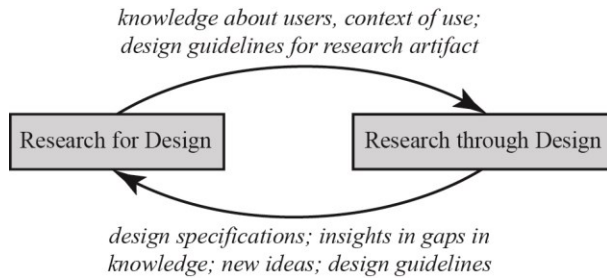 knowledge about users, context of use;
design guidelines for research artifact
Research for Design
Research through Design
design specifications; insights in gaps in
knowledge; new ideas; design guidelines